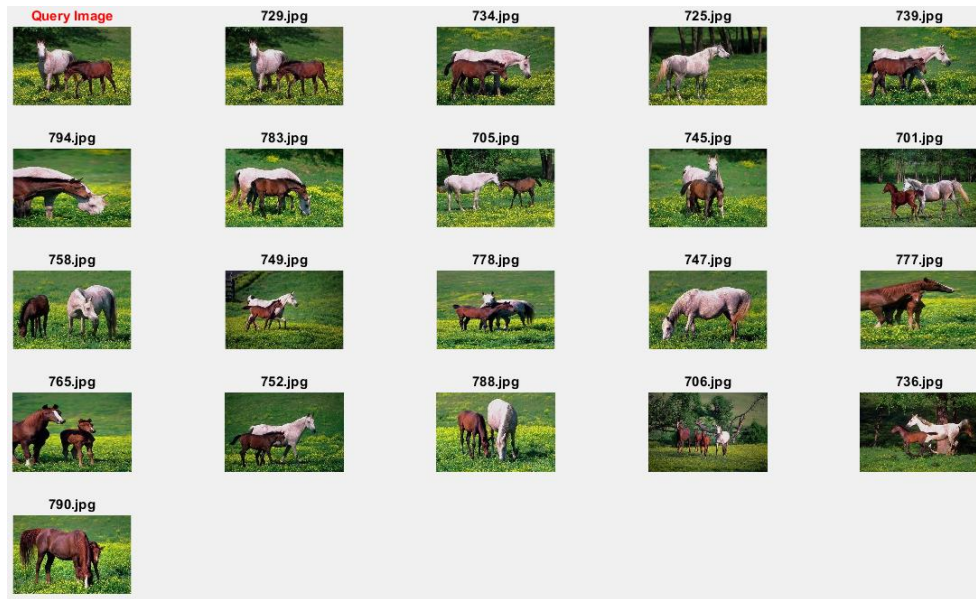 Query Image 729.jpg 734.jpg 725.jpg 739.jpg
794.jpg 783.jpg 705.jpg 745.jpg 701.jpg
758.jpg 749.jpg 778.jpg 747.jpg 777.jpg
765.jpg 752.jpg 788.jpg 706.jpg 736.jpg
790.jpg